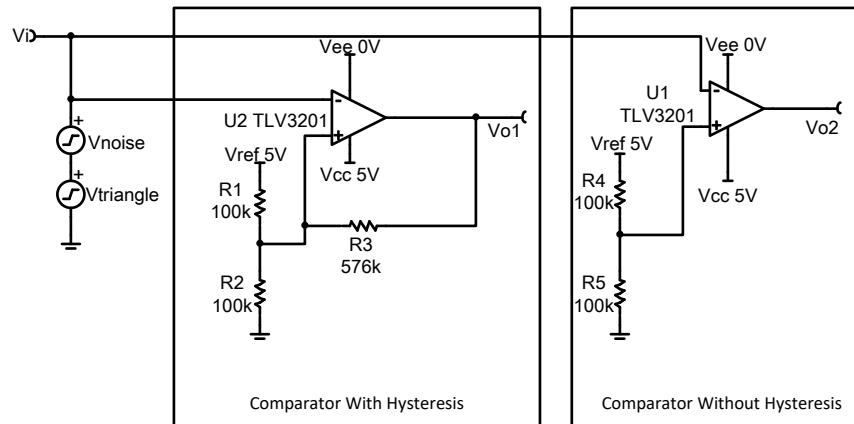 Vi
Vee 0V
Vee 0V
U1
TLV3201
U2 TLV3201
Vo1
Vo2
Vnoise
Vref 5V
Vref 5V
Vcc 5V
Vcc 5V
Vtriangle
R1
100k
R4
100k
R3
576k
R2
100k
R5
100k
Comparator With Hysteresis
Comparator Without Hysteresis